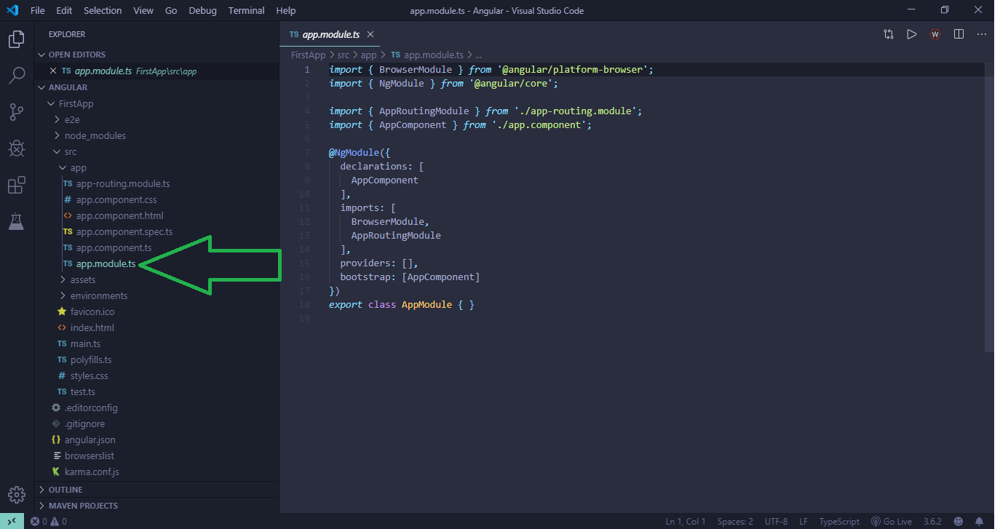 File Edit Selection View Go Debug Terminal Help
app.module.ts - Angular - Visual Studio Code
EXPLORER
OPEN EDITORS
TS app.module.ts FirstApp\src\app
ANGULAR
FirstApp
e2e
node_modules
src
app
TS app-routing.module.ts
# app.component.css
<> app.component.html
TS app.component.spec.ts
TS app.component.ts
TS app.module.ts
assets
environments
favicon.ico
<> index.html
TS main.ts
TS polyfills.ts
# styles.css
TS test.ts
.editorconfig
.gitignore
{} angular.json
browserslist
K karma.conf.js
OUTLINE
MAVEN PROJECTS
TS app.module.ts
W
FirstApp > src > app > TS app.module.ts > ...
1 import { BrowserModule } from '@angular/platform-browser';
2 import { NgModule } from '@angular/core';
3
4 import { AppRoutingModule } from './app-routing.module';
5 import { AppComponent } from './app.component';
6
7 @NgModule({
8 declarations: [
9 AppComponent
10 ],
11 imports: [
12 BrowserModule,
13 AppRoutingModule
14 ],
15 providers: [],
16 bootstrap: [AppComponent]
17 })
18 export class AppModule { }
19
0 0
Ln 1, Col 1 Spaces: 2 UTF-8 LF TypeScript Go Live 3.6.2